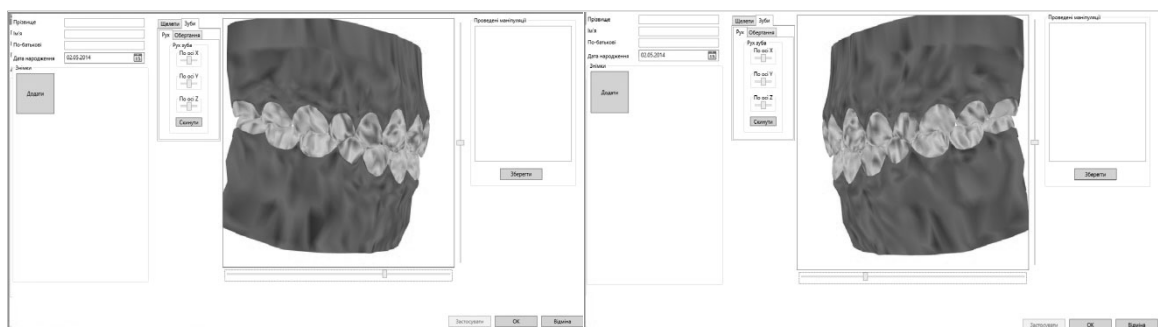 Прізвище
Ім'я
По-батькові
Дата народження 02.05.2014
Знімки
Додати
Щелепи Зуби
Рух Обертання
Рух зуба
По осі X
По осі Y
По осі Z
Скинути
Проведені маніпуляції
Зберегти
Застосувати OK Відміна
Прізвище
Ім'я
По-батькові
Дата народження 02.05.2014
Знімки
Додати
Щелепи Зуби
Рух Обертання
Рух зуба
По осі X
По осі Y
По осі Z
Скинути
Проведені маніпуляції
Зберегти
Застосувати OK Відміна